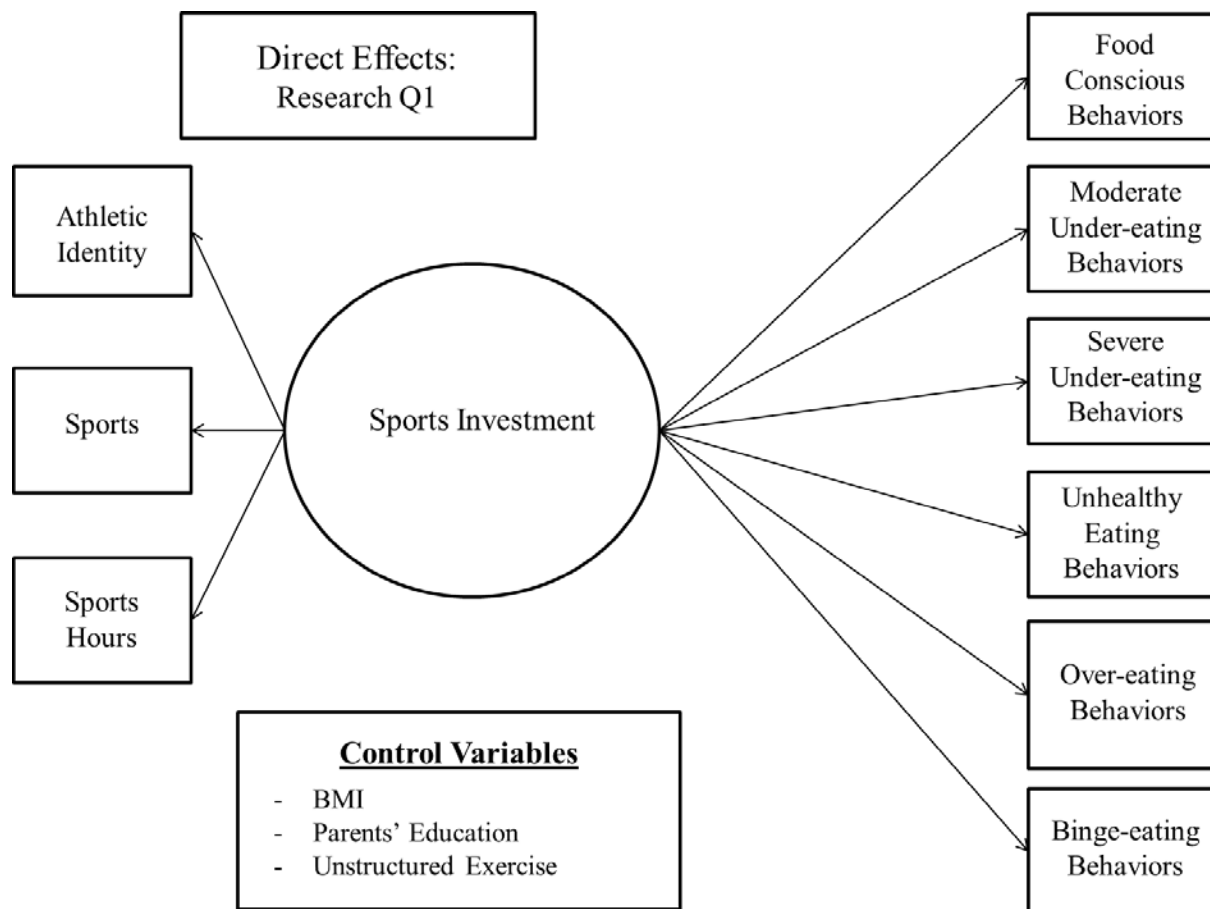 Direct Effects:
Research Q1
Athletic
Identity
Sports
Sports
Hours
Sports Investment
Food
Conscious
Behaviors
Moderate
Under-eating
Behaviors
Severe
Under-eating
Behaviors
Unhealthy
Eating
Behaviors
Over-eating
Behaviors
Binge-eating
Behaviors
Control Variables
- BMI
- Parents’ Education
- Unstructured Exercise